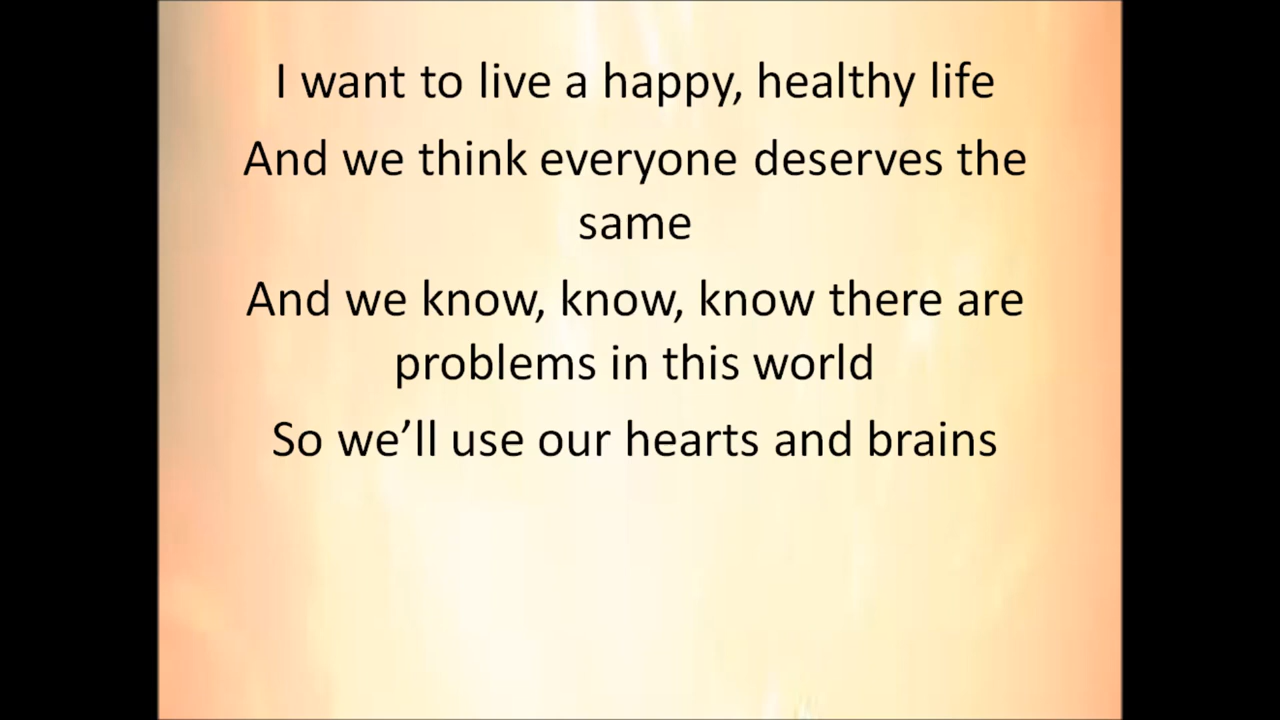 I want to live a happy, healthy life
And we think everyone deserves the
same
And we know, know, know there are
problems in this world
So we’ll use our hearts and brains